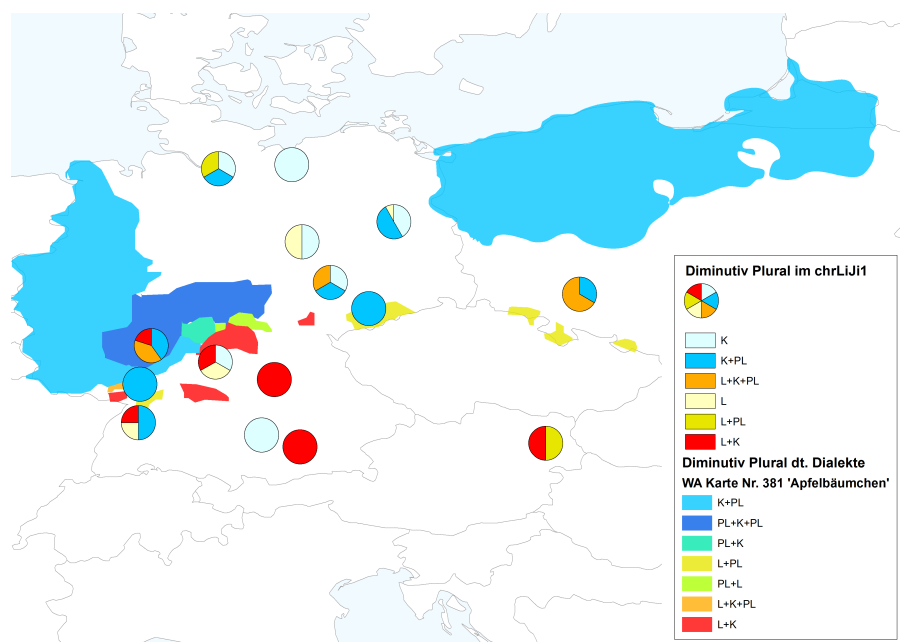 Diminutiv Plural im chrLiJi1
K
K+PL
L+K+PL
L
L+PL
L+K
Diminutiv Plural dt. Dialekte
WA Karte Nr. 381 'Apfelbäumchen'
K+PL
PL+K+PL
PL+K
L+PL
PL+L
L+K+PL
L+K